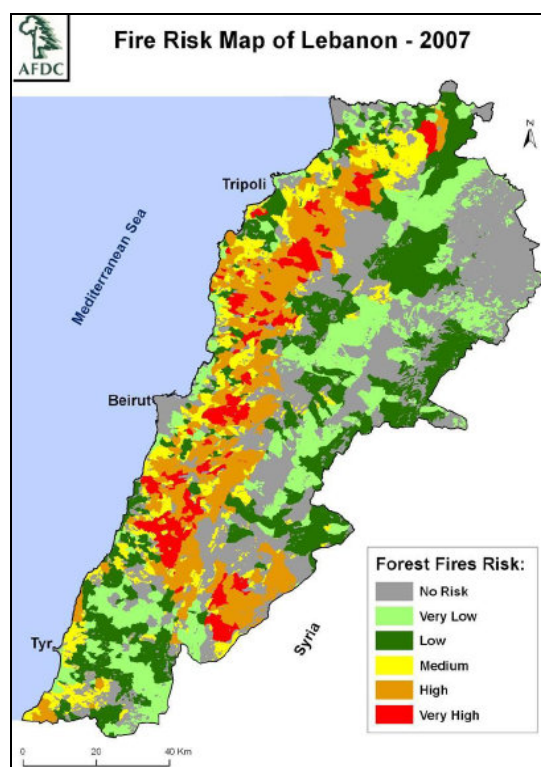 AFDC
Fire Risk Map of Lebanon - 2007
N
Tripoli
Mediterranean Sea
Beirut
Tyr
Syria
Forest Fires Risk:
No Risk
Very Low
Low
Medium
High
Very High
0 20 40 Km